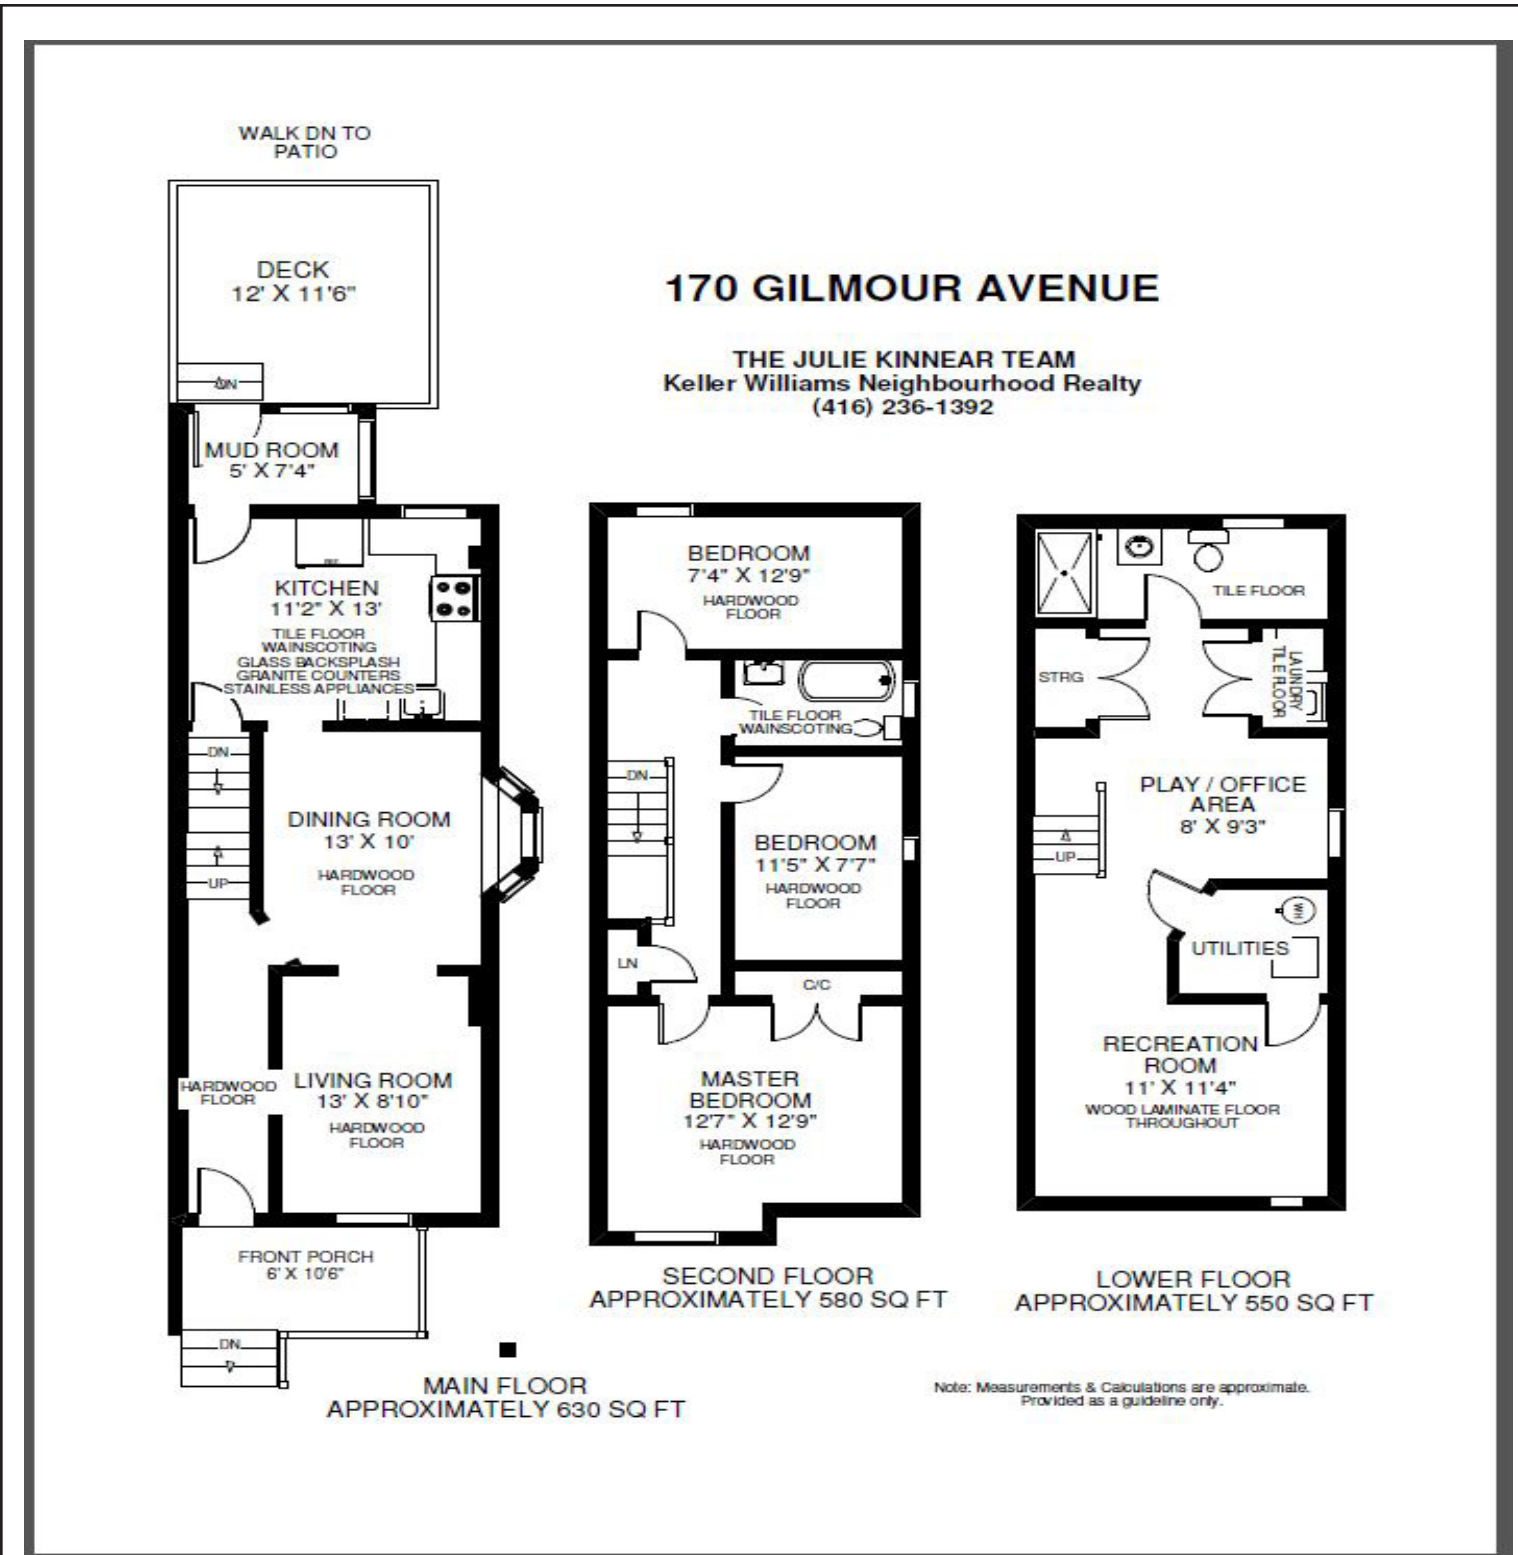 WALK DN TO
PATIO
DECK
12' X 11'6"
DN
170 GILMOUR AVENUE
THE JULIE KINNEAR TEAM
Keller Williams Neighbourhood Realty
(416) 236-1392
MUD ROOM
5' X 7'4"
REF
KITCHEN
11'2" X 13'
TILE FLOOR
WAINSCOTING
GLASS BACKSPLASH
GRANITE COUNTERS
STAINLESS APPLIANCES
DN
UP
DINING ROOM
13' X 10'
HARDWOOD
FLOOR
HARDWOOD
FLOOR
LIVING ROOM
13' X 8'10"
HARDWOOD
FLOOR
FRONT PORCH
6' X 10'6"
DN
MAIN FLOOR
APPROXIMATELY 630 SQ FT
BEDROOM
7'4" X 12'9"
HARDWOOD
FLOOR
TILE FLOOR
WAINSCOTING
DN
BEDROOM
11'5" X 7'7"
HARDWOOD
FLOOR
LN
C/C
MASTER
BEDROOM
12'7" X 12'9"
HARDWOOD
FLOOR
SECOND FLOOR
APPROXIMATELY 580 SQ FT
TILE FLOOR
STRG
LAUNDRY
TILE FLOOR
PLAY / OFFICE
AREA
8' X 9'3"
UP
WH
UTILITIES
RECREATION
ROOM
11' X 11'4"
WOOD LAMINATE FLOOR
THROUGHOUT
LOWER FLOOR
APPROXIMATELY 550 SQ FT
Note: Measurements & Calculations are approximate.
Provided as a guideline only.